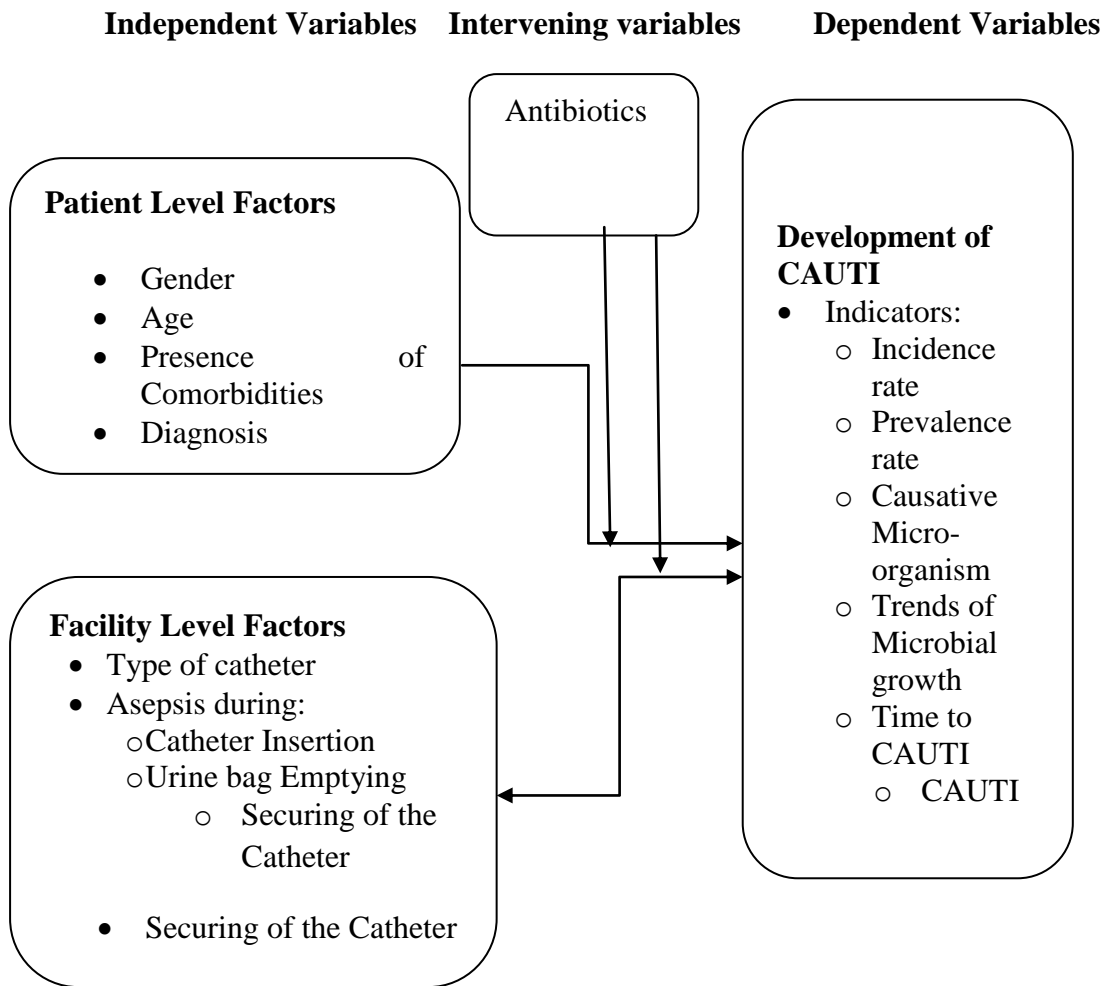 Independent Variables Intervening variables Dependent Variables
Antibiotics
Patient Level Factors
• Gender
• Age
• Presence of
Comorbidities
• Diagnosis
Facility Level Factors
• Type of catheter
• Asepsis during:
o Catheter Insertion
o Urine bag Emptying
o Securing of the
Catheter
• Securing of the Catheter
Development of
CAUTI
• Indicators:
o Incidence
rate
o Prevalence
rate
o Causative
Micro-
organism
o Trends of
Microbial
growth
o Time to
CAUTI
o CAUTI